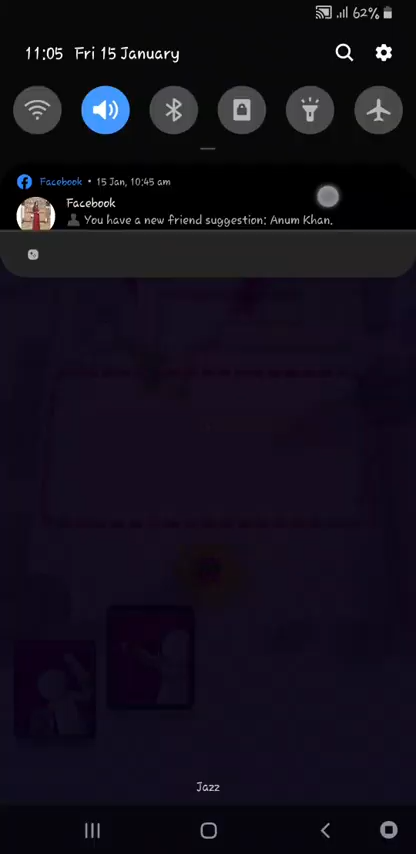 62%
11:05 Fri 15 January
Facebook • 15 Jan, 10:45 am
Facebook
You have a new friend suggestion: Anum Khan.
Jazz